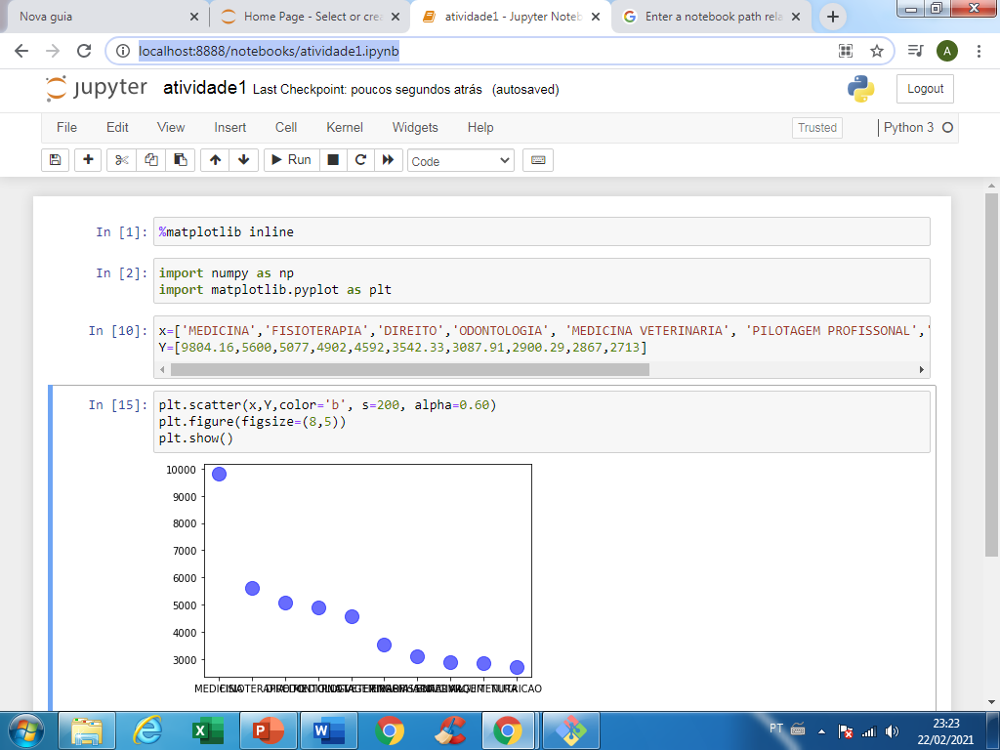 Nova guia
Home Page - Select or crea
atividade1 - Jupyter Noteb
Enter a notebook path rela
localhost:8888/notebooks/atividade1.ipynb
A
jupyter atividade1 Last Checkpoint: poucos segundos atrás (autosaved)
Logout
File Edit View Insert Cell Kernel Widgets Help
Trusted
Python 3
Run
Code
In [1]: %matplotlib inline
In [2]: import numpy as np
import matplotlib.pyplot as plt
In [10]: x=['MEDICINA','FISIOTERAPIA','DIREITO','ODONTOLOGIA', 'MEDICINA VETERINARIA', 'PILOTAGEM PROFISSONAL','
Y=[9804.16,5600,5077,4902,4592,3542.33,3087.91,2900.29,2867,2713]
In [15]: plt.scatter(x,Y,color='b', s=200, alpha=0.60)
plt.figure(figsize=(8,5))
plt.show()
10000
9000
8000
7000
6000
5000
4000
3000
PT
23:23
22/02/2021